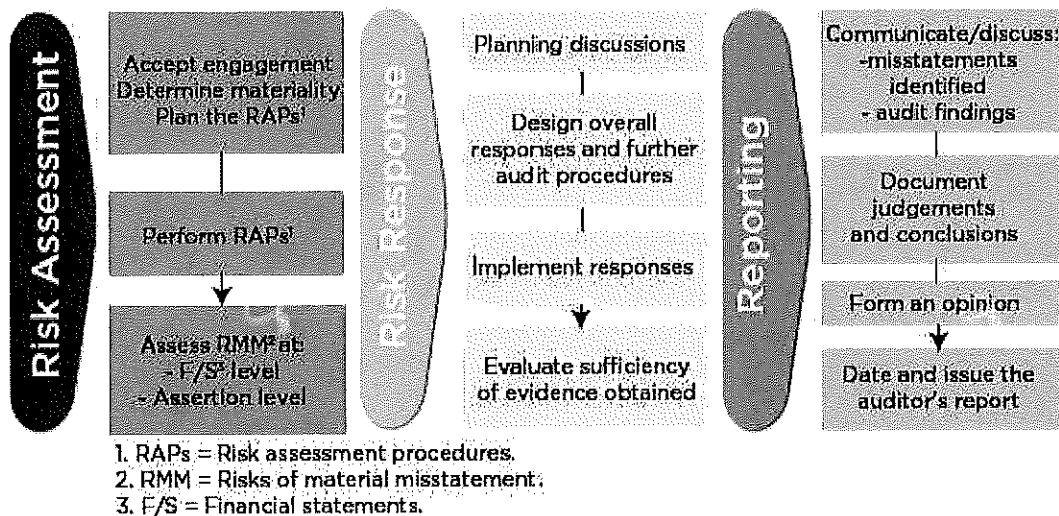 Risk Assessment
Accept engagement
Determine materiality
Plan the RAPs¹
Perform RAPs¹
Assess RMM² at:
- F/S³ level
- Assertion level
Risk Response
Planning discussions
Design overall
responses and further
audit procedures
Implement responses
Evaluate sufficiency
of evidence obtained
Reporting
Communicate/discuss:
-misstatements
identified
- audit findings
Document
judgements
and conclusions
Form an opinion
Date and issue the
auditor's report
1. RAPs = Risk assessment procedures.
2. RMM = Risks of material misstatement.
3. F/S = Financial statements.